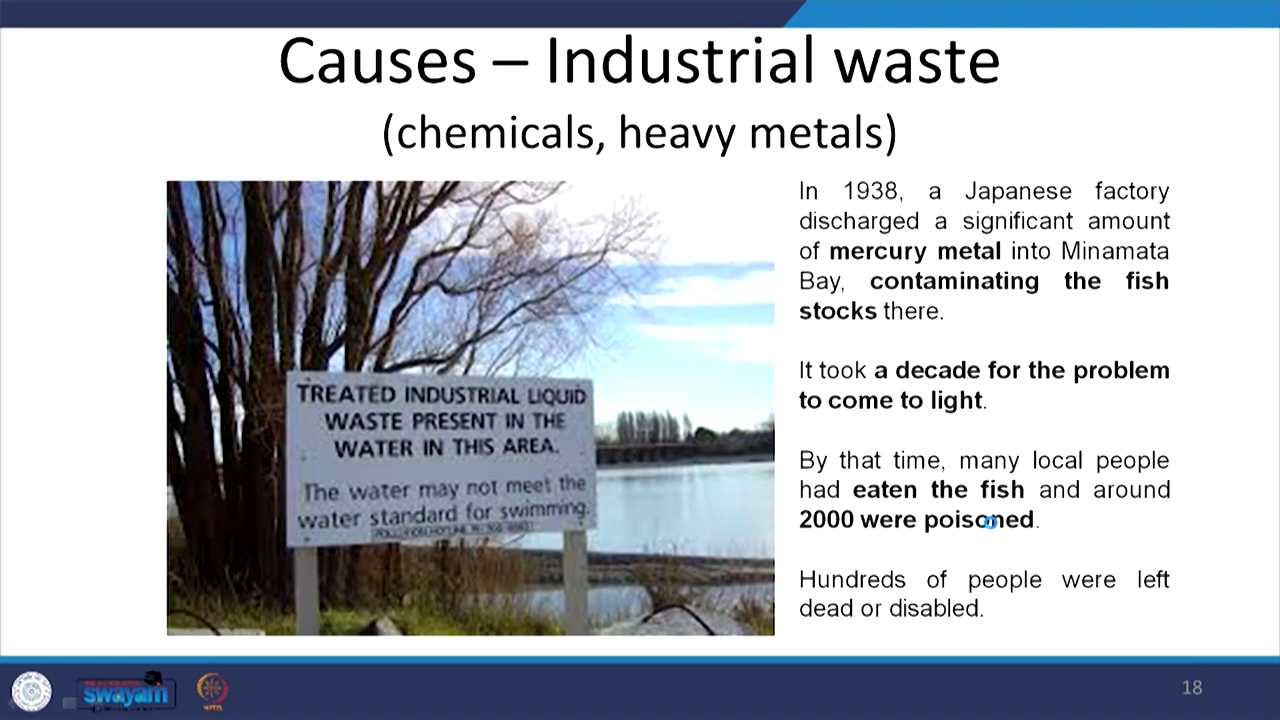 Causes – Industrial waste
(chemicals, heavy metals)
TREATED INDUSTRIAL LIQUID
WASTE PRESENT IN THE
WATER IN THIS AREA.
The water may not meet the
water standard for swimming.
POLLUTION HOTLINE
In 1938, a Japanese factory
discharged a significant amount
of mercury metal into Minamata
Bay, contaminating the fish
stocks there.
It took a decade for the problem
to come to light.
By that time, many local people
had eaten the fish and around
2000 were poisoned.
Hundreds of people were left
dead or disabled.
swayam
18